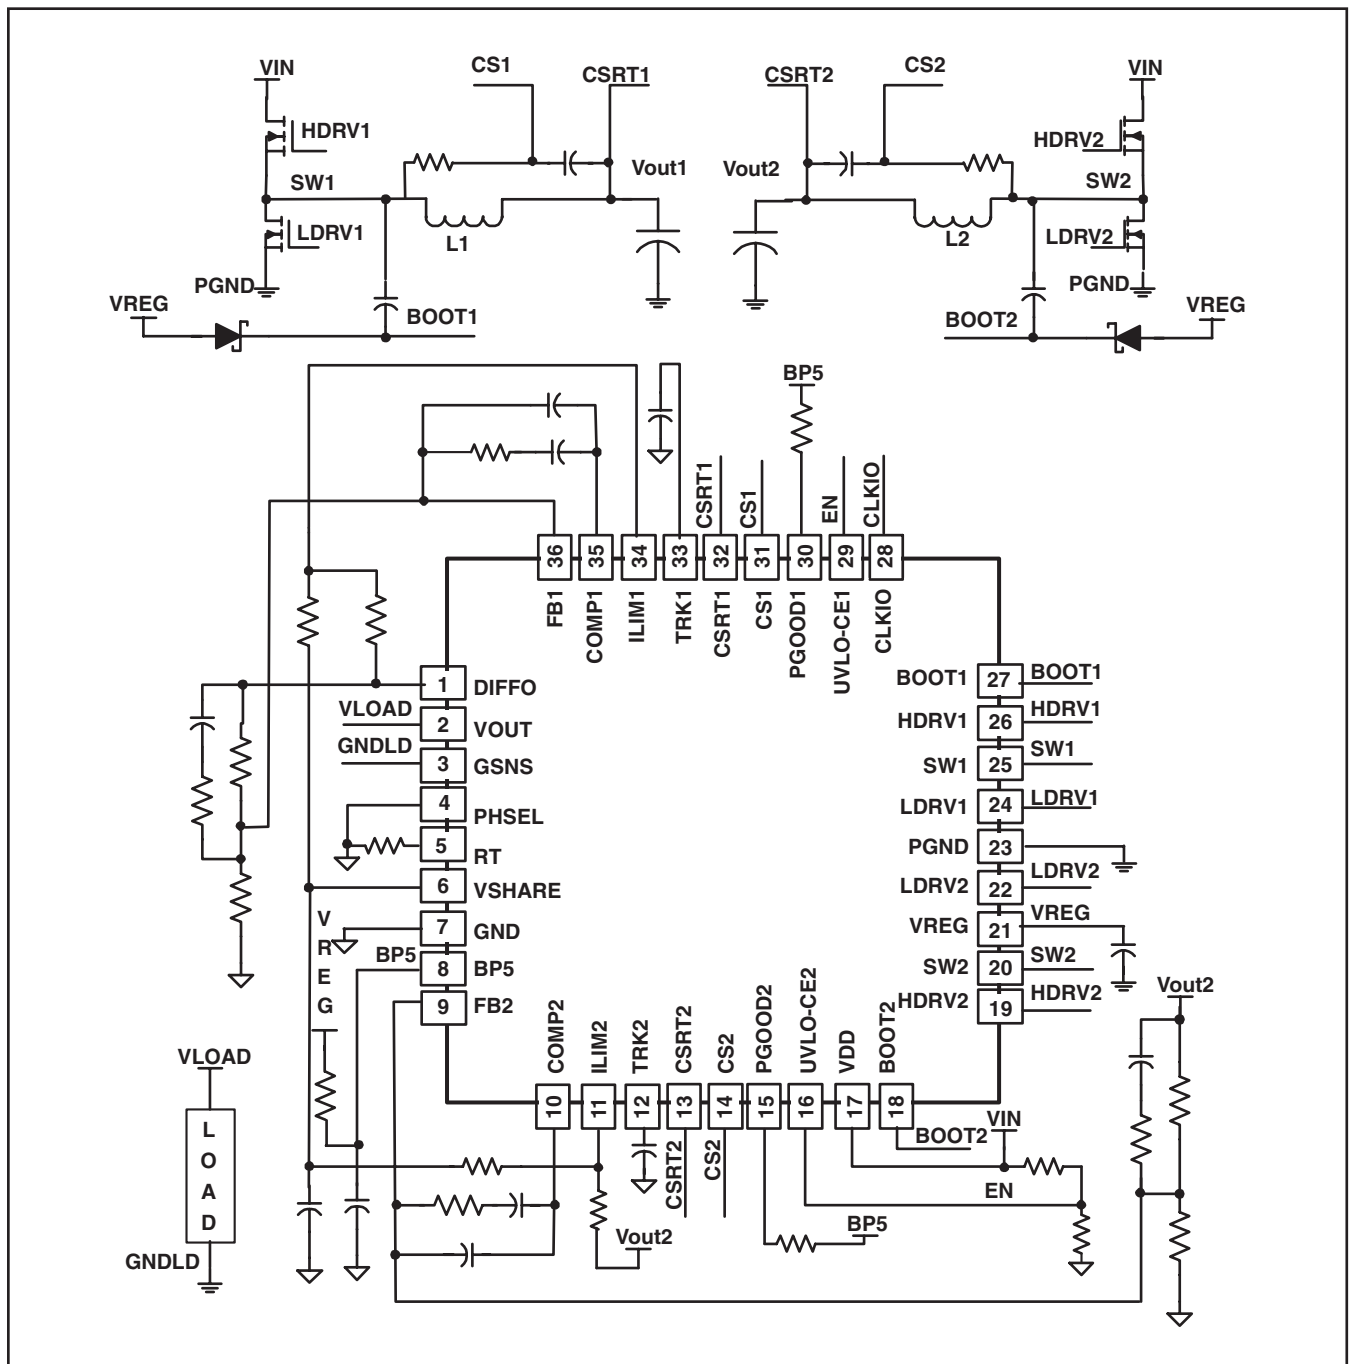 VIN
CS1
CSRT1
CSRT2
CS2
VIN
HDRV1
HDRV2
SW1
Vout1
Vout2
SW2
LDRV1
L1
L2
LDRV2
PGND
PGND
VREG
BOOT1
BOOT2
VREG
BP5
CSRT1
CS1
EN
CLKIO
36
35
34
33
32
31
30
29
28
FB1
COMP1
ILIM1
TRK1
CSRT1
CS1
PGOOD1
UVLO-CE1
CLKIO
1 DIFFO
VLOAD
2 VOUT
GNDLD
3 GSNS
4 PHSEL
5 RT
6 VSHARE
7 GND
BP5
8 BP5
9 FB2
BOOT1 27 BOOT1
HDRV1 26 HDRV1
SW1 25 SW1
LDRV1 24 LDRV1
PGND 23
LDRV2 22 LDRV2
VREG 21 VREG
SW2 20 SW2
HDRV2 19 HDRV2
V
R
E
G
Vout2
COMP2
ILIM2
TRK2
CSRT2
CS2
PGOOD2
UVLO-CE2
VDD
BOOT2
10
11
12
13
14
15
16
17
18
VLOAD
L
O
A
D
GNDLD
CSRT2
CS2
BOOT2
VIN
EN
Vout2
BP5